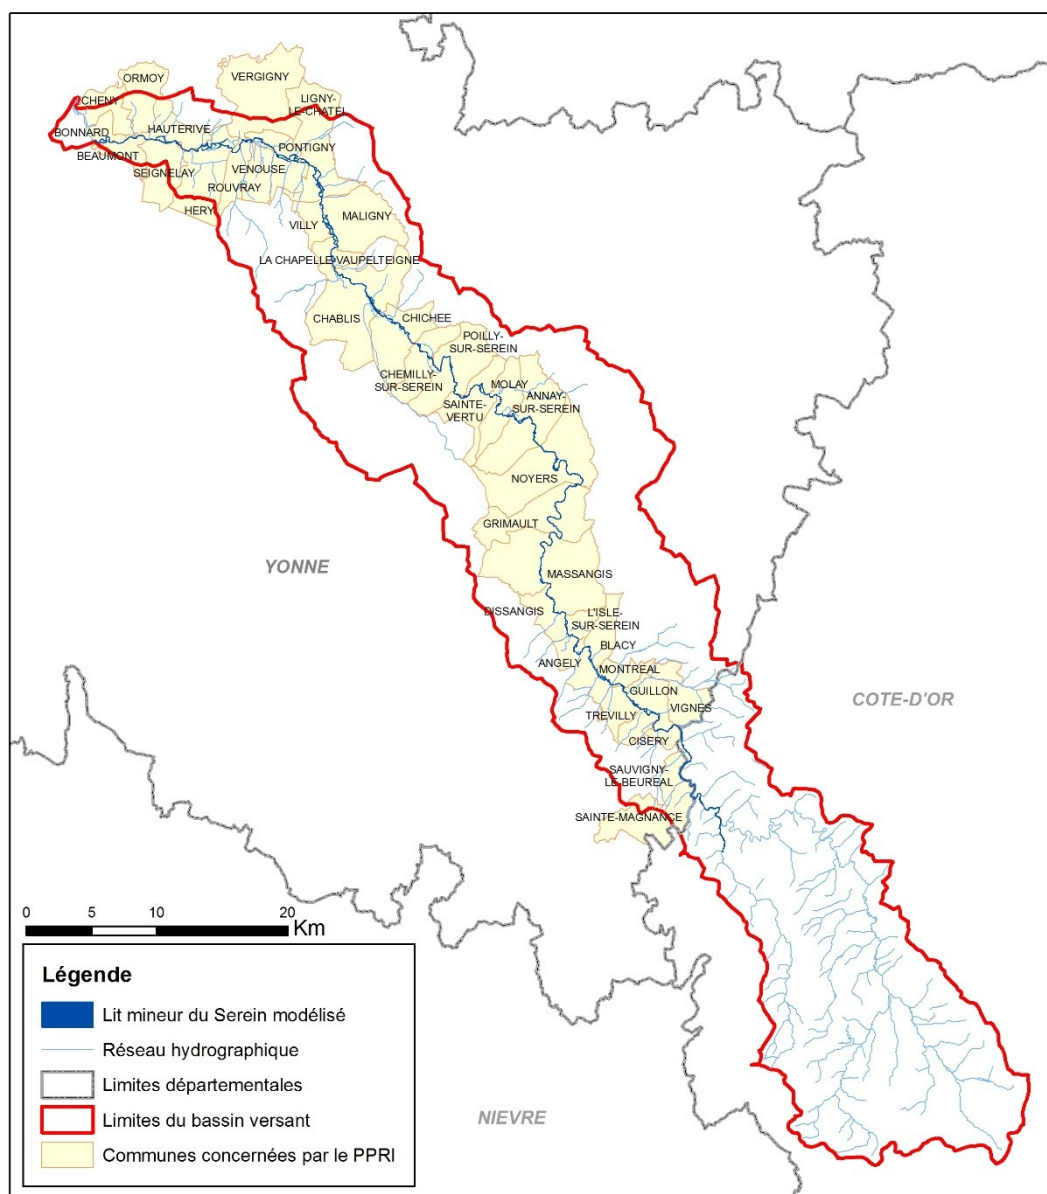 ORMOY
VERGIGNY
CHENY
LIGNY-
LE-CHATEL
BONNARD
HAUTERIVE
BEAUMONT
PONTIGNY
SEIGNELAY
VENOUSE
ROUVRAY
HERY
MALIGNY
VILLY
LA CHAPELLE-VAUPELTEIGNE
CHABLIS
CHICHEE
POILLY-
SUR-SEREIN
CHEMILLY-
SUR-SEREIN
MOLAY
ANNAY-
SUR-SEREIN
SAINTE-
VERTU
NOYERS
GRIMAULT
YONNE
MASSANGIS
DISSANGIS
L'ISLE-
SUR-SEREIN
BLACY
ANGELY
MONTREAL
GUILLON
VIGNES
COTE-D'OR
TREVILLY
CISERY
SAUVIGNY-
LE-BEUREAL
SAINTE-MAGNANCE
0 5 10 20
Km
Légende
Lit mineur du Serein modélisé
Réseau hydrographique
Limites départementales
Limites du bassin versant
Communes concernées par le PPRI
NIEVRE